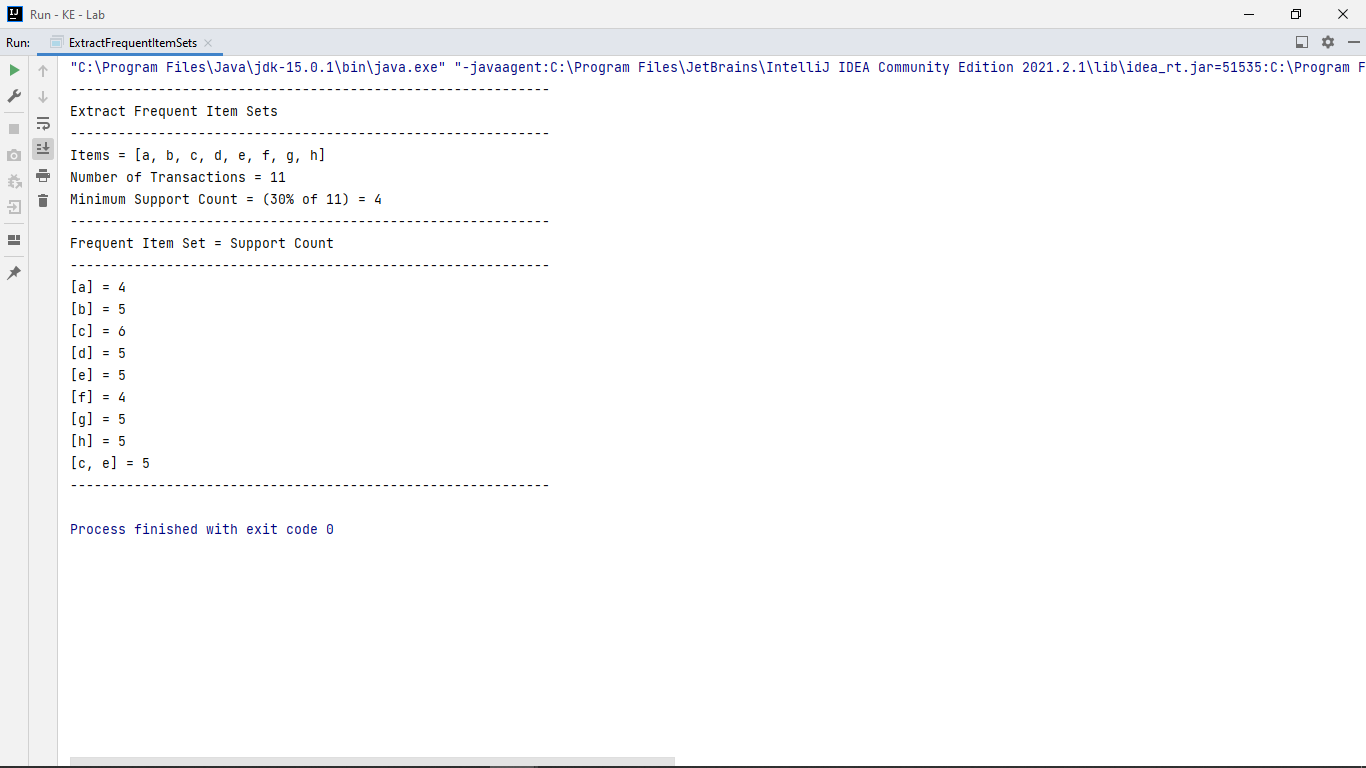 Run - KE - Lab
Run: ExtractFrequentItemSets
"C:\Program Files\Java\jdk-15.0.1\bin\java.exe" "-javaagent:C:\Program Files\JetBrains\IntelliJ IDEA Community Edition 2021.2.1\lib\idea_rt.jar=51535:C:\Program F
------------------------------------------------------------
Extract Frequent Item Sets
------------------------------------------------------------
Items = [a, b, c, d, e, f, g, h]
Number of Transactions = 11
Minimum Support Count = (30% of 11) = 4
------------------------------------------------------------
Frequent Item Set = Support Count
------------------------------------------------------------
[a] = 4
[b] = 5
[c] = 6
[d] = 5
[e] = 5
[f] = 4
[g] = 5
[h] = 5
[c, e] = 5
------------------------------------------------------------
Process finished with exit code 0